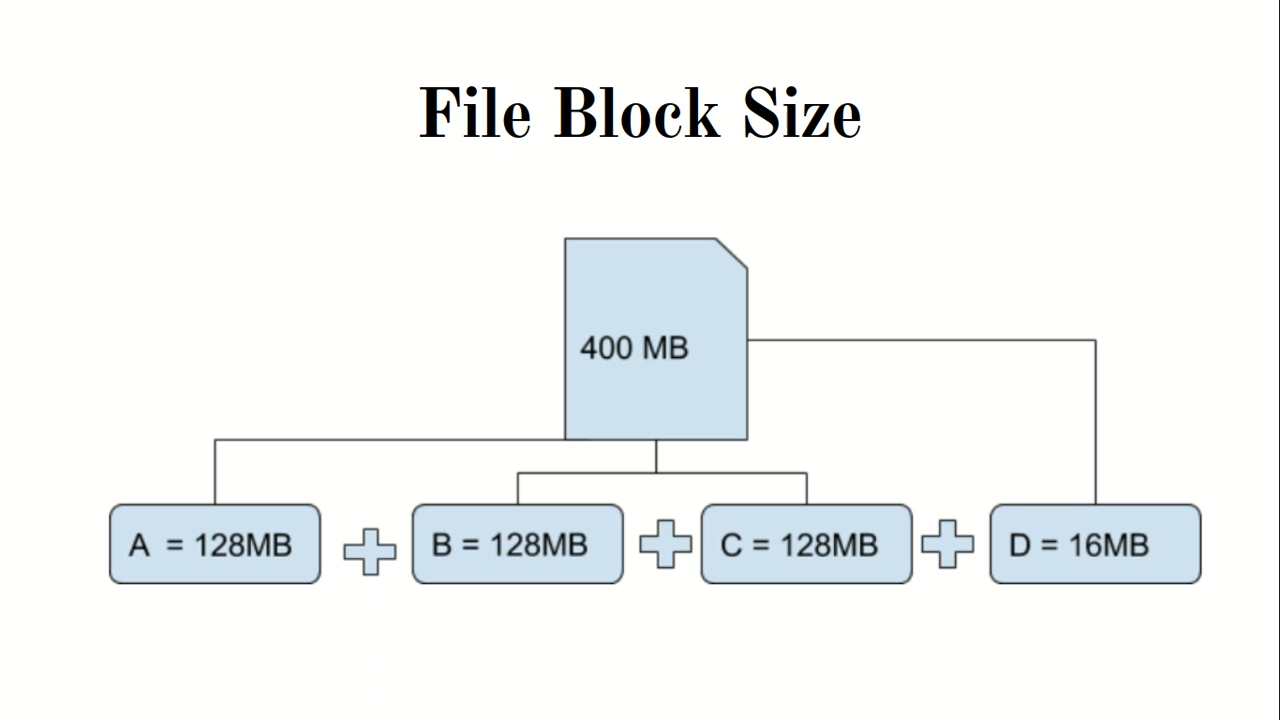 File Block Size
400 MB
A = 128MB
B = 128MB
C = 128MB
D = 16MB